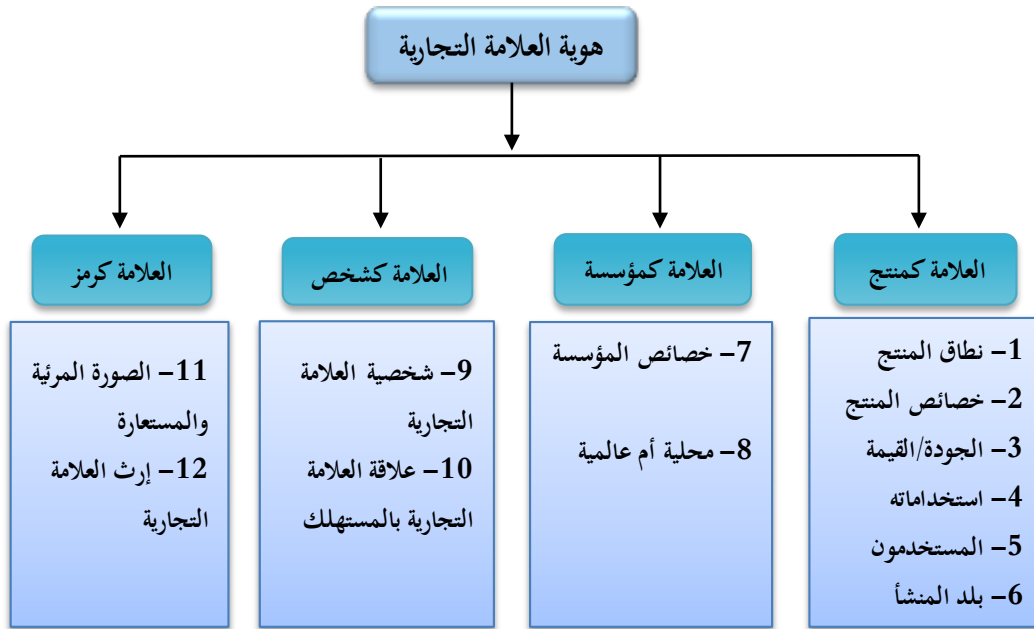 هوية العلامة التجارية
العلامة كمنتج
1– نطاق المنتج
2– خصائص المنتج
3– الجودة/القيمة
4– استخداماته
5– المستخدمون
6– بلد المنشأ
العلامة كمؤسسة
7– خصائص المؤسسة
8– محلية أم عالمية
العلامة كشخص
9– شخصية العلامة
التجارية
10– علاقة العلامة
التجارية بالمستهلك
العلامة كرمز
11– الصورة المرئية
والمستعارة
12– إرث العلامة
التجارية